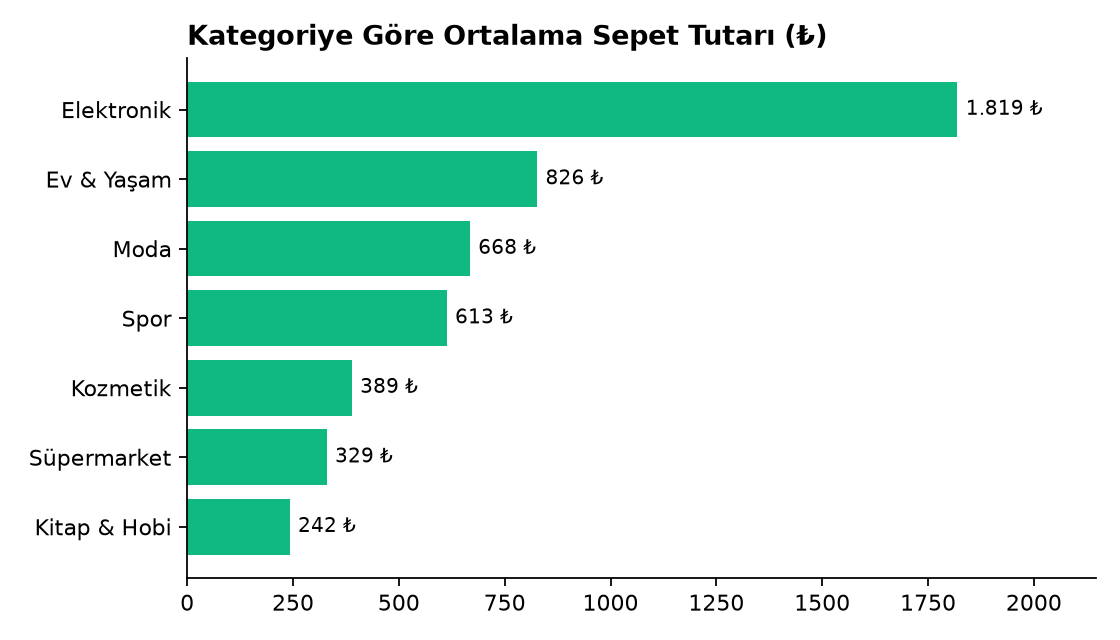 Kategoriye Göre Ortalama Sepet Tutarı (₺)
Elektronik 1.819 ₺
Ev & Yaşam 826 ₺
Moda 668 ₺
Spor 613 ₺
Kozmetik 389 ₺
Süpermarket 329 ₺
Kitap & Hobi 242 ₺
0 250 500 750 1000 1250 1500 1750 2000